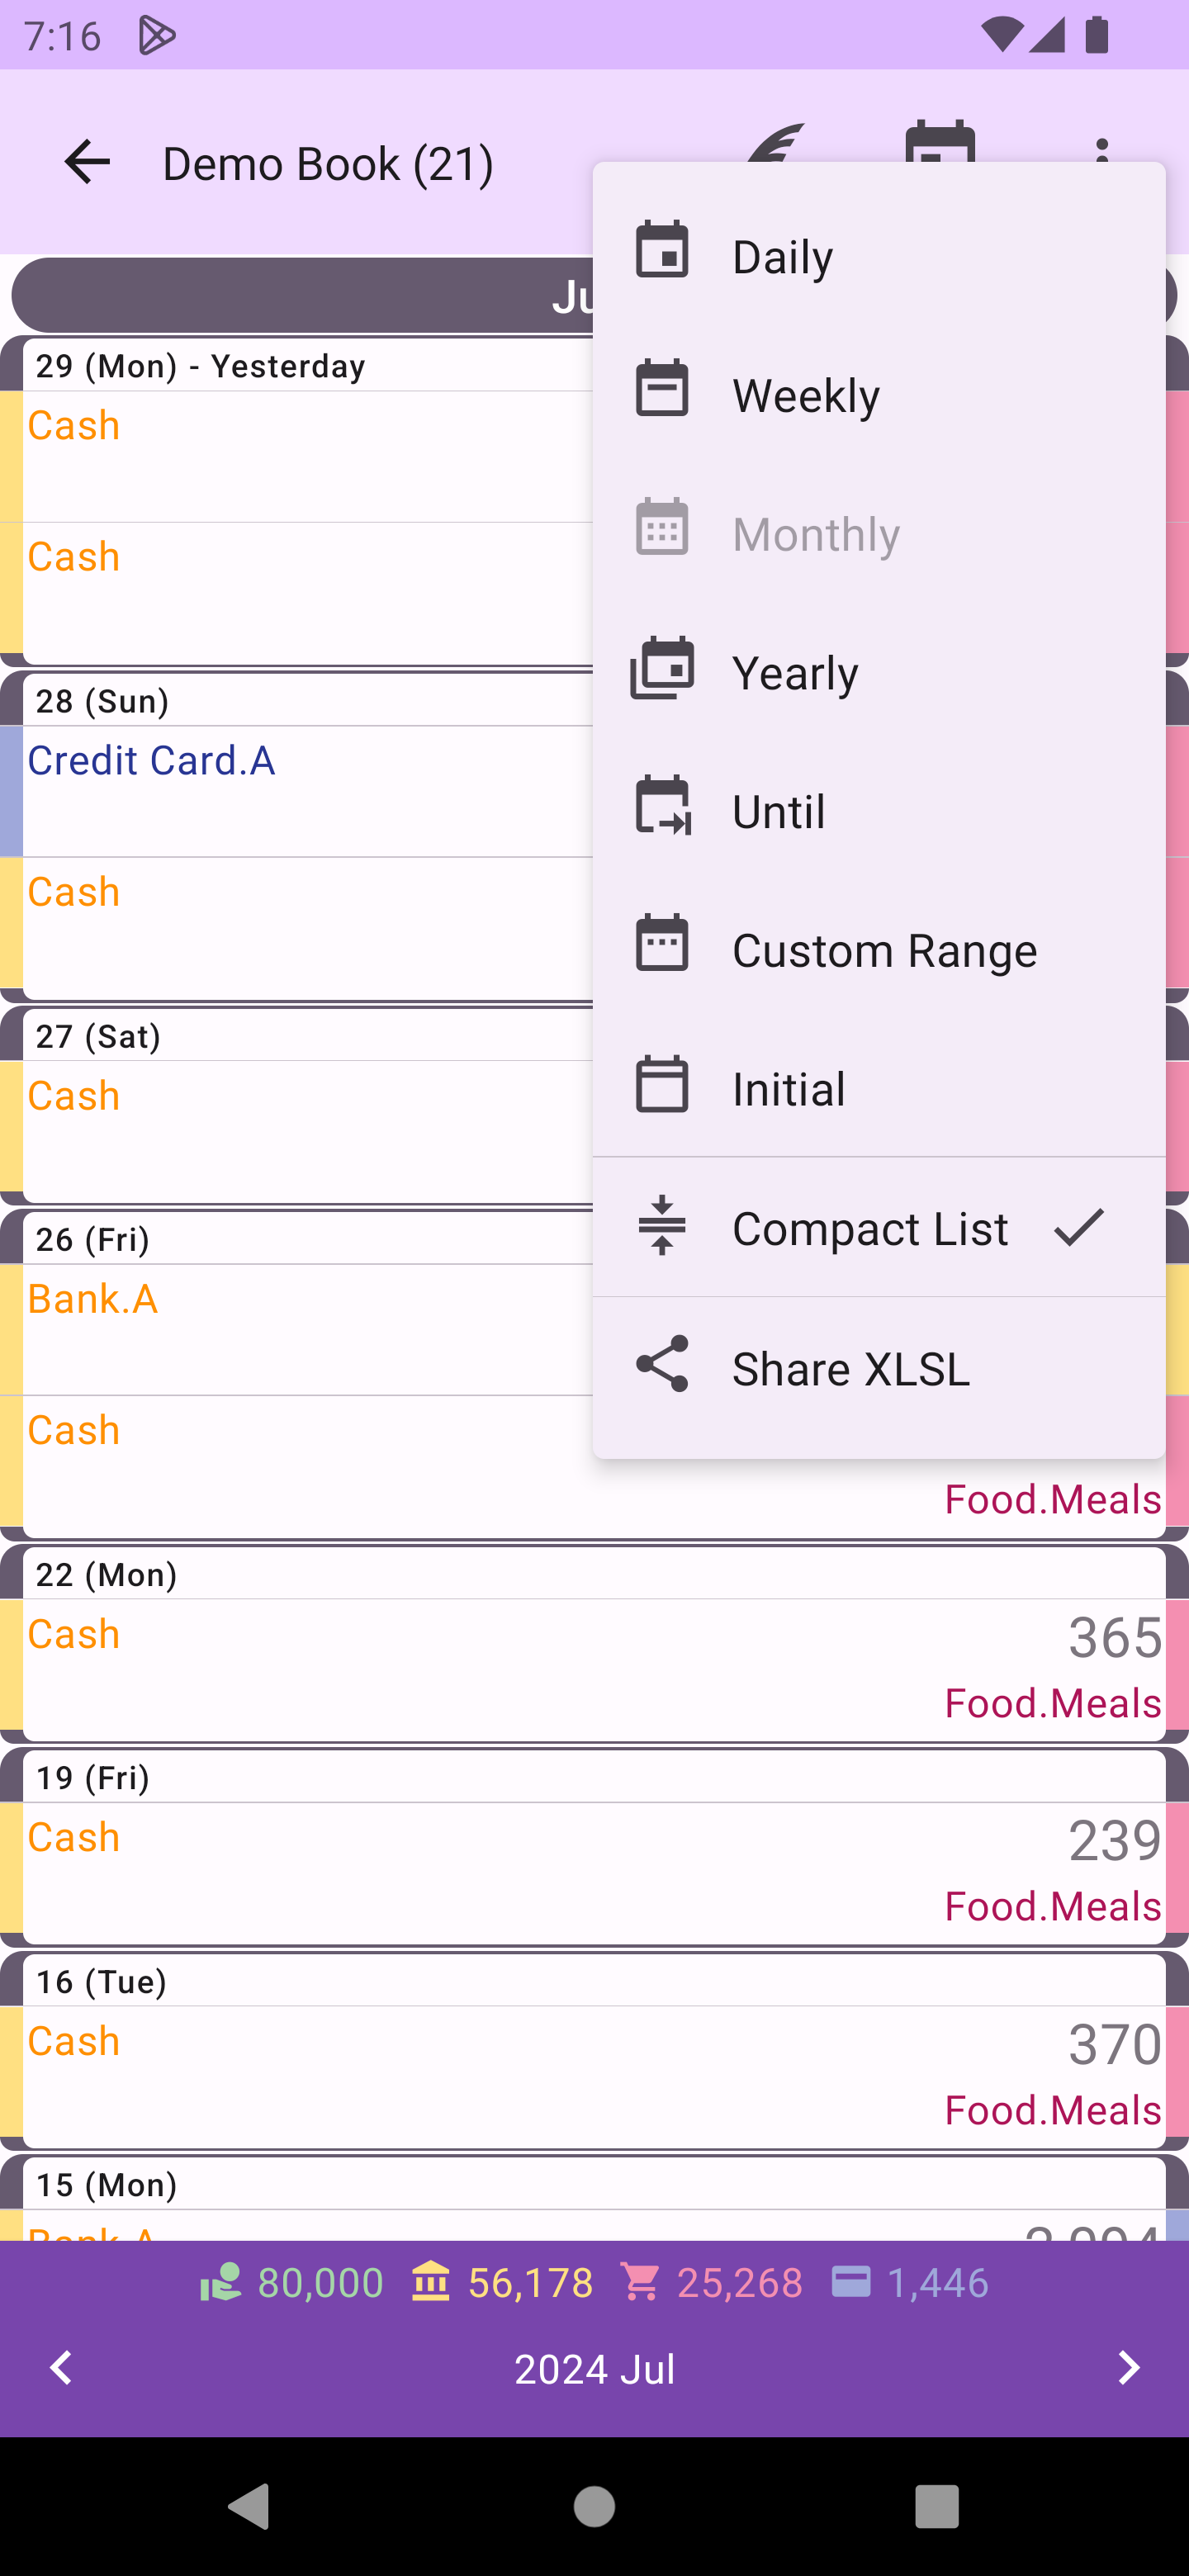 7:16
Demo Book (21)
Daily
Weekly
Monthly
Yearly
Until
Custom Range
Initial
Compact List
Share XLSL
29 (Mon) - Yesterday
Cash
Cash
28 (Sun)
Credit Card.A
Cash
27 (Sat)
Cash
26 (Fri)
Bank.A
Cash
Food.Meals
22 (Mon)
Cash 365
Food.Meals
19 (Fri)
Cash 239
Food.Meals
16 (Tue)
Cash 370
Food.Meals
15 (Mon)
Bank.A
80,000 56,178 25,268 1,446
2024 Jul